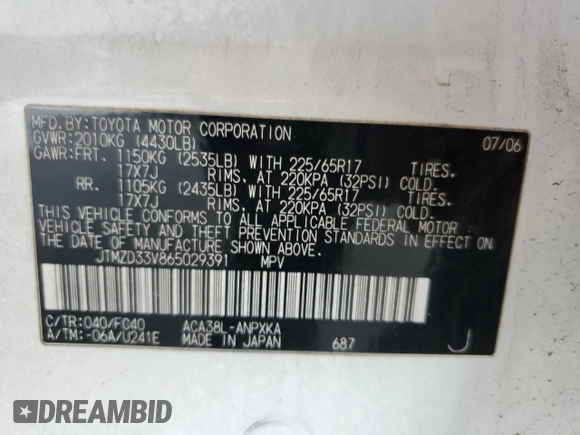 MFD.BY:TOYOTA MOTOR CORPORATION 07/06
GVWR:2010KG (4430LB)
GAWR:FRT. 1150KG (2535LB) WITH 225/65R17 TIRES.
17X7J RIMS. AT 220KPA (32PSI) COLD.
RR. 1105KG (2435LB) WITH 225/65R17 TIRES.
17X7J RIMS. AT 220KPA (32PSI) COLD.
THIS VEHICLE CONFORMS TO ALL APPLICABLE FEDERAL MOTOR
VEHICLE SAFETY AND THEFT PREVENTION STANDARDS IN EFFECT
ON THE DATE OF MANUFACTURE SHOWN ABOVE.
JTMZD33V865029391 MPV
C/TR:040/FC40 ACA38L-ANPXKA
A/TM:-06A/U241E MADE IN JAPAN 687 J
DREAMBID